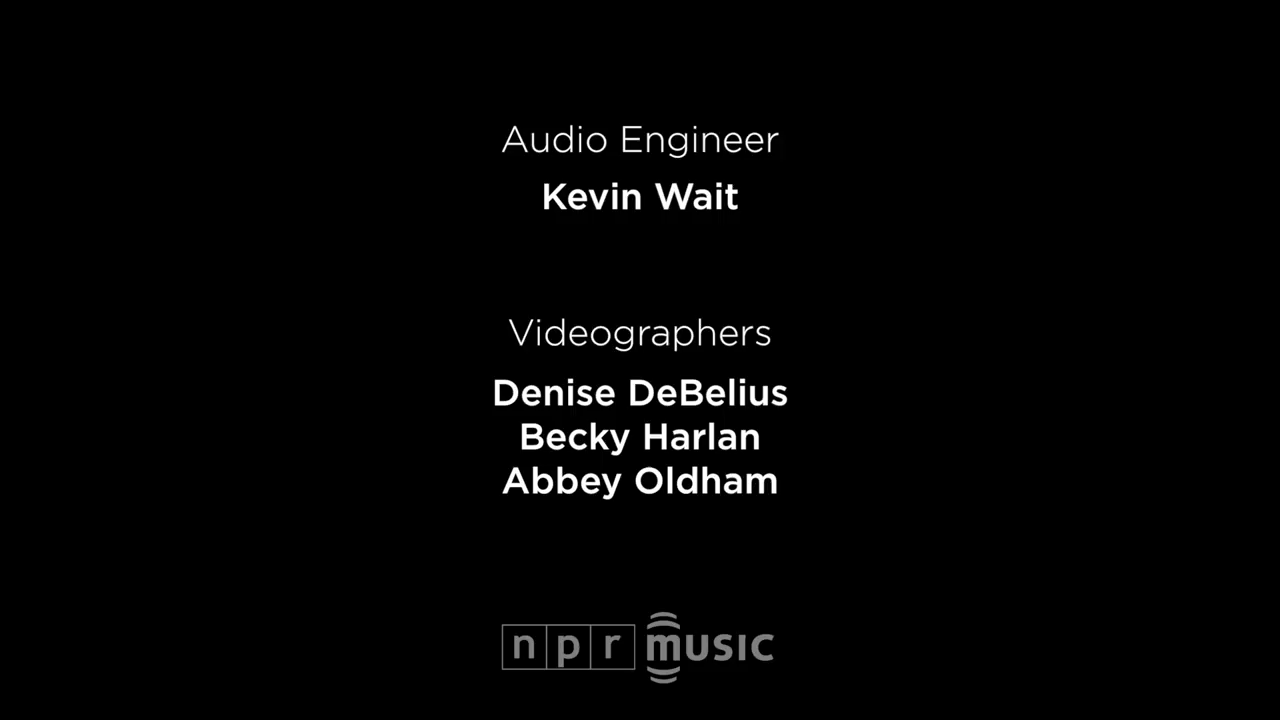 Audio Engineer
Kevin Wait
Videographers
Denise DeBelius
Becky Harlan
Abbey Oldham
npr music